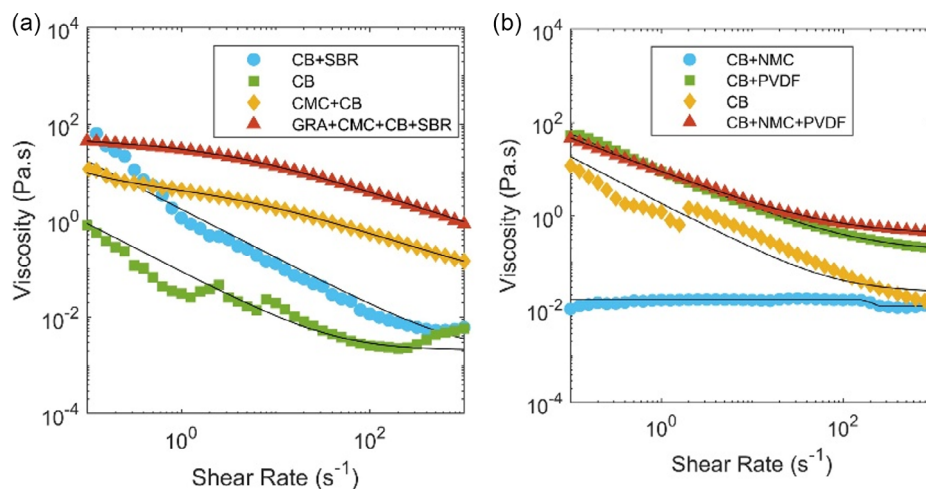 (a)
10^4
10^2
10^0
10^-2
10^-4
Viscosity (Pa.s)
CB+SBR
CB
CMC+CB
GRA+CMC+CB+SBR
10^0
10^2
Shear Rate (s^-1)
(b)
10^4
10^2
10^0
10^-2
10^-4
Viscosity (Pa.s)
CB+NMC
CB+PVDF
CB
CB+NMC+PVDF
10^0
10^2
Shear Rate (s^-1)